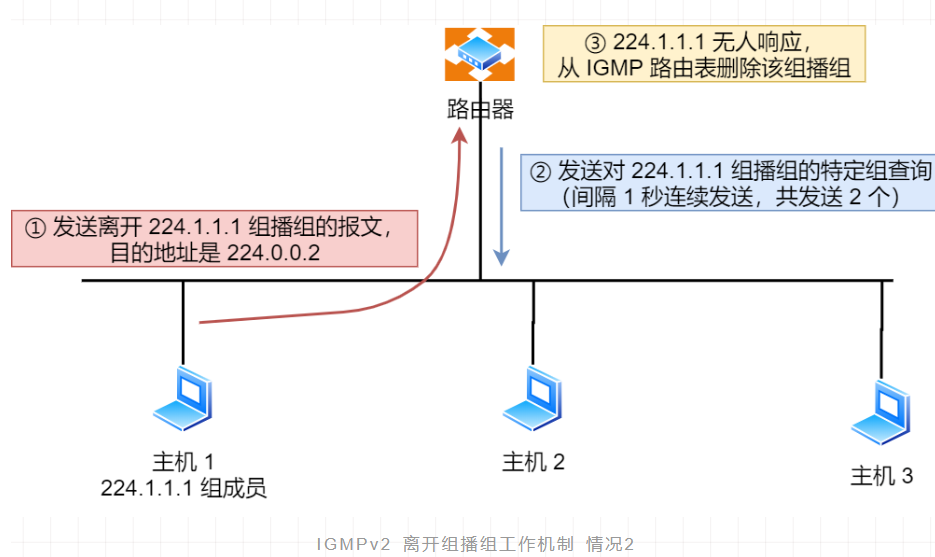 ③ 224.1.1.1 无人响应，
从 IGMP 路由表删除该组播组
路由器
② 发送对 224.1.1.1 组播组的特定组查询
（间隔 1 秒连续发送，共发送 2 个）
① 发送离开 224.1.1.1 组播组的报文，
目的地址是 224.0.0.2
主机 1
224.1.1.1 组成员
主机 2
主机 3
IGMPv2 离开组播组工作机制 情况2